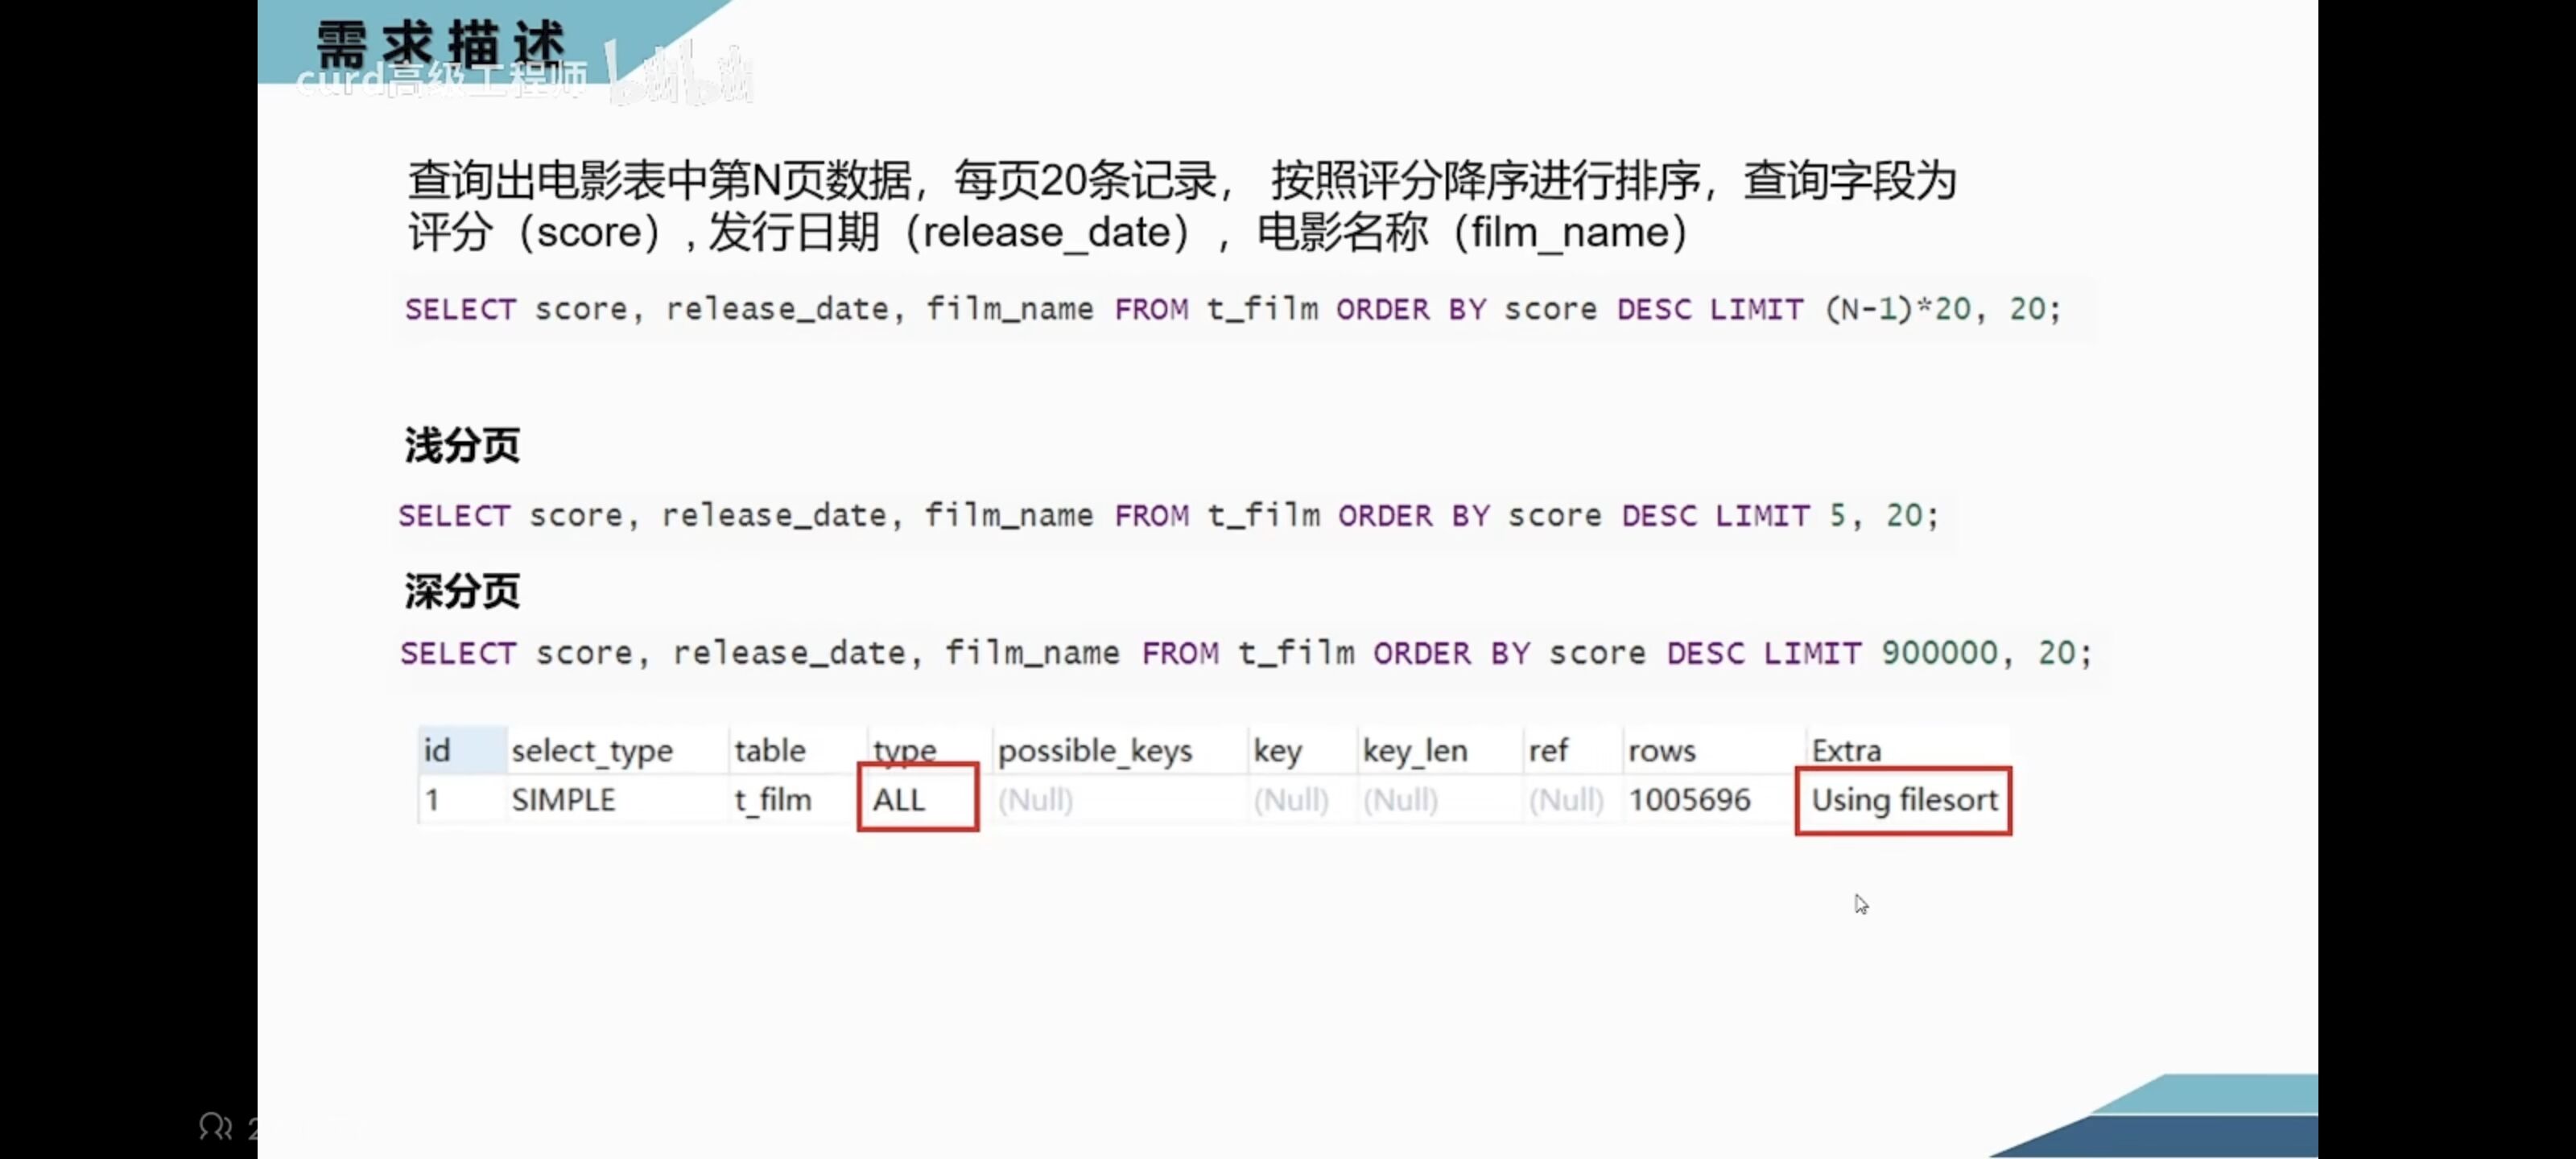 需求描述
curd高级工程师 bilibili
查询出电影表中第N页数据，每页20条记录， 按照评分降序进行排序，查询字段为
评分（score）, 发行日期（release_date），电影名称（film_name）
SELECT score, release_date, film_name FROM t_film ORDER BY score DESC LIMIT (N-1)*20, 20;
浅分页
SELECT score, release_date, film_name FROM t_film ORDER BY score DESC LIMIT 5, 20;
深分页
SELECT score, release_date, film_name FROM t_film ORDER BY score DESC LIMIT 900000, 20;
id select_type table type possible_keys key key_len ref rows Extra
1 SIMPLE t_film ALL (Null) (Null) (Null) (Null) 1005696 Using filesort